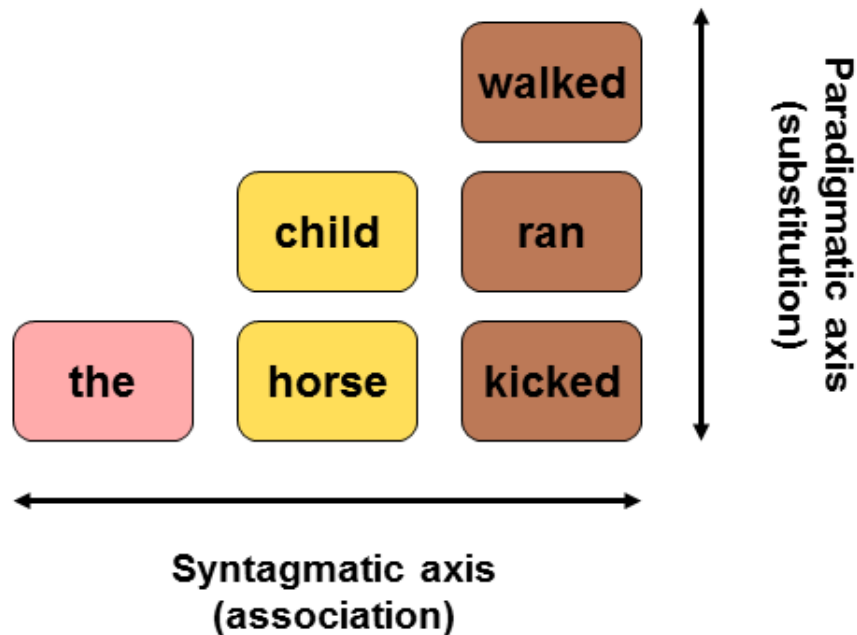 walked
child
ran
the
horse
kicked
Paradigmatic axis
(substitution)
Syntagmatic axis
(association)